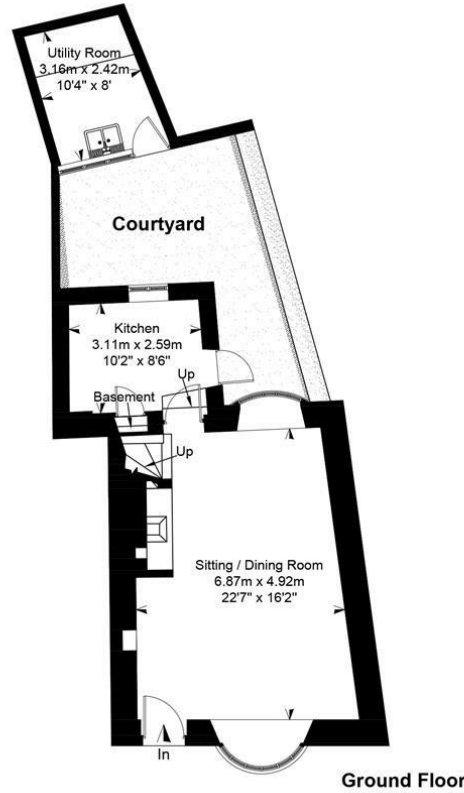 Utility Room
3.16m x 2.42m
10'4" x 8'
Courtyard
Kitchen
3.11m x 2.59m
10'2" x 8'6"
Up
Basement
Up
Sitting / Dining Room
6.87m x 4.92m
22'7" x 16'2"
In
Ground Floor